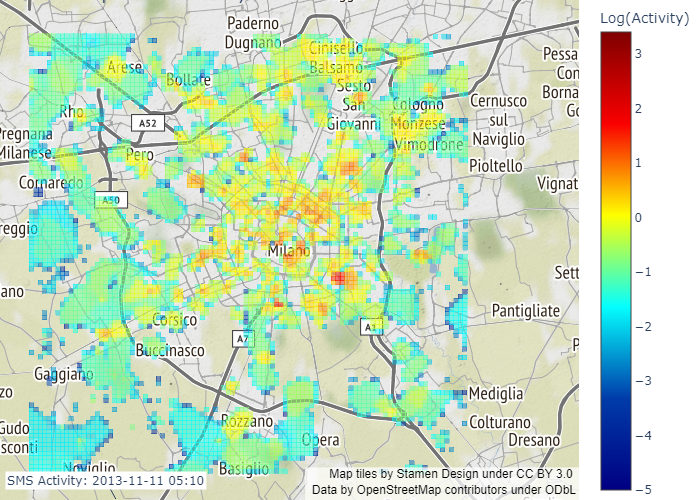 Log(Activity)
Paderno
Dugnano
Cinisello
Balsamo
Pessa
Con
Borna
Go
Arese
Bollate
Sesto
San
Giovanni
Cologno
Monzese
Vimodrone
Cernusco
sul
Naviglio
Rho
A52
Pregnana
Milanese
Pero
Pioltello
Cornaredo
Vignat
A50
reggio
Milano
Sett
ano
Pantigliate
Corsico
A7
A1
Buccinasco
P
Gaggiano
zo
Mediglia
Rozzano
Colturano
Gudo
sconti
Opera
Dresano
Noviglio
Basiglio
SMS Activity: 2013-11-11 05:10
Map tiles by Stamen Design under CC BY 3.0
Data by OpenStreetMap contributors under ODbL
3
2
1
0
−1
−2
−3
−4
−5